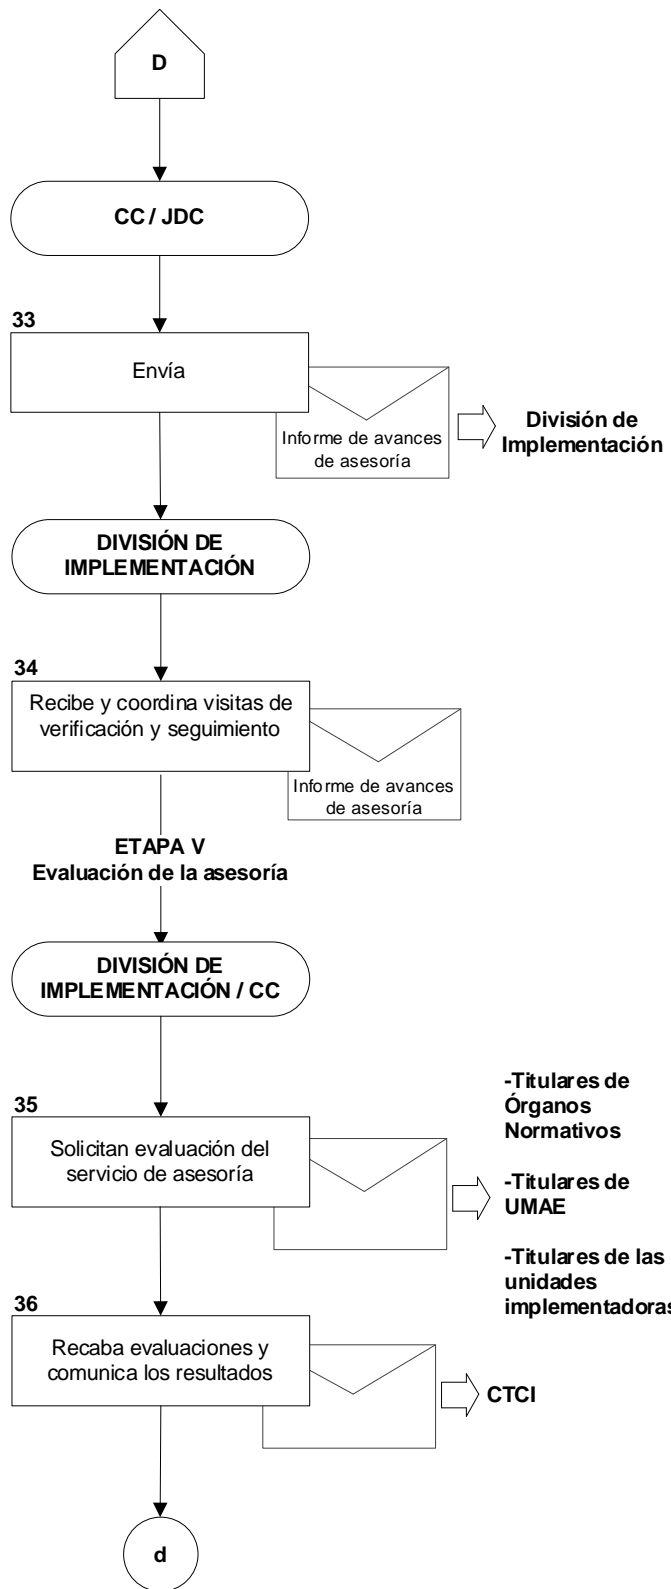 D
CC / JDC
33
Envía
Informe de avances
de asesoría
División de
Implementación
DIVISIÓN DE
IMPLEMENTACIÓN
34
Recibe y coordina visitas de
verificación y seguimiento
Informe de avances
de asesoría
ETAPA V
Evaluación de la asesoría
DIVISIÓN DE
IMPLEMENTACIÓN / CC
35
Solicitan evaluación del
servicio de asesoría
-Titulares de
Órganos
Normativos
-Titulares de
UMAE
-Titulares de las
unidades
implementadoras
36
Recaba evaluaciones y
comunica los resultados
CTCI
d